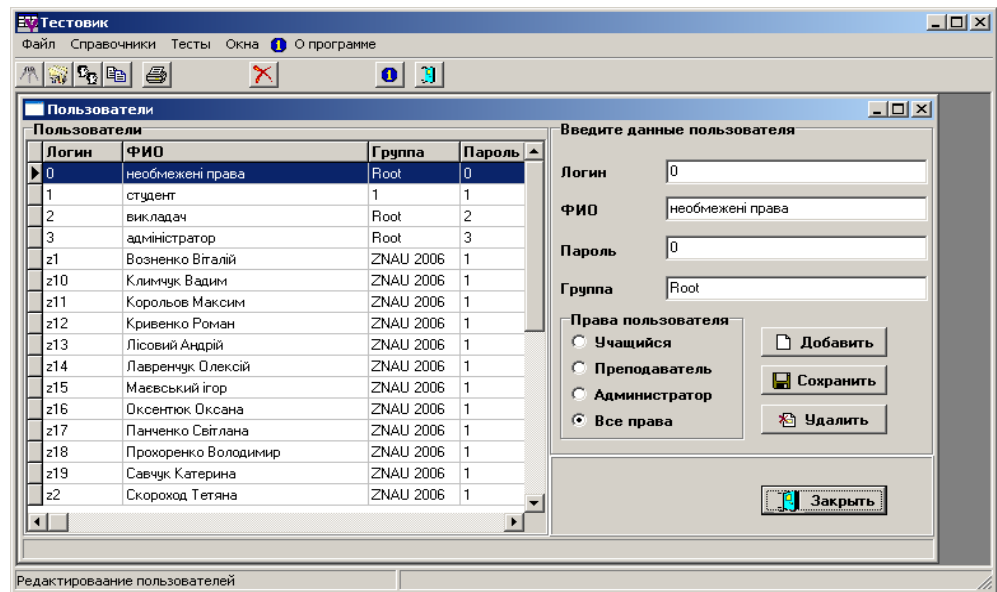 Тестовик
Файл Справочники Тесты Окна О программе
Пользователи
Пользователи
Логин ФИО Группа Пароль
0 необмежені права Root 0
1 студент 1 1
2 викладач Root 2
3 адміністратор Root 3
z1 Возненко Віталій ZNAU 2006 1
z10 Климчук Вадим ZNAU 2006 1
z11 Корольов Максим ZNAU 2006 1
z12 Кривенко Роман ZNAU 2006 1
z13 Лісовий Андрій ZNAU 2006 1
z14 Лавренчук Олексій ZNAU 2006 1
z15 Маєвський ігор ZNAU 2006 1
z16 Оксентюк Оксана ZNAU 2006 1
z17 Панченко Світлана ZNAU 2006 1
z18 Прохоренко Володимир ZNAU 2006 1
z19 Савчук Катерина ZNAU 2006 1
z2 Скороход Тетяна ZNAU 2006 1
Введите данные пользователя
Логин 0
ФИО необмежені права
Пароль 0
Группа Root
Права пользователя
Учащийся
Преподаватель
Администратор
Все права
Добавить
Сохранить
Удалить
Закрыть
Редактироваание пользователей